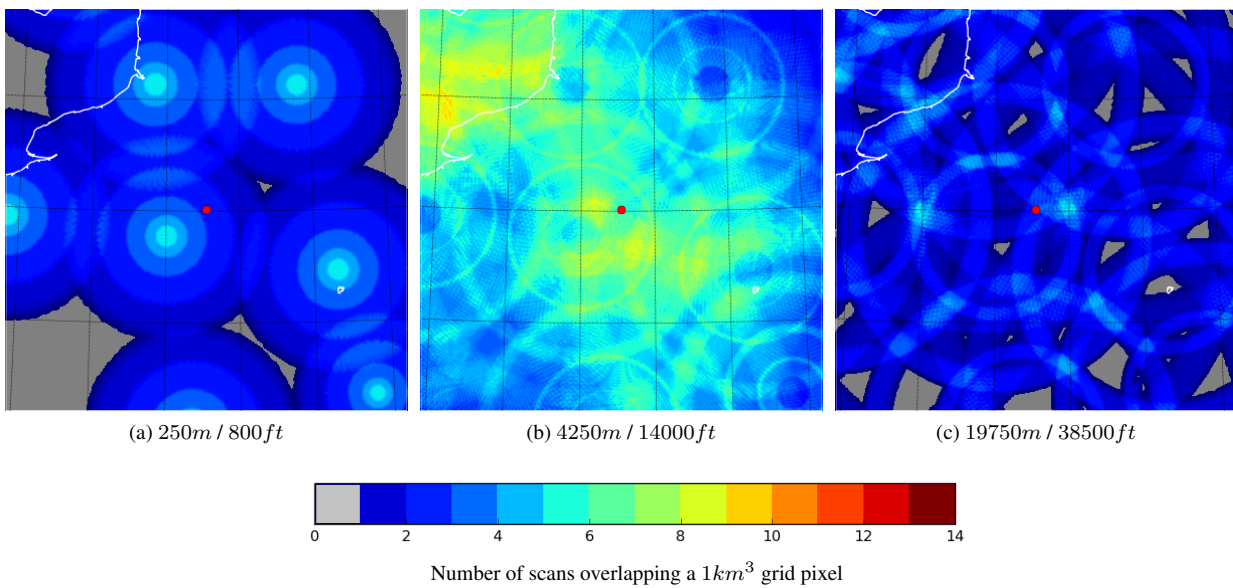 (a) 250m / 800ft
(b) 4250m / 14000ft
(c) 19750m / 38500ft
0 2 4 6 8 10 12 14
Number of scans overlapping a 1km³ grid pixel